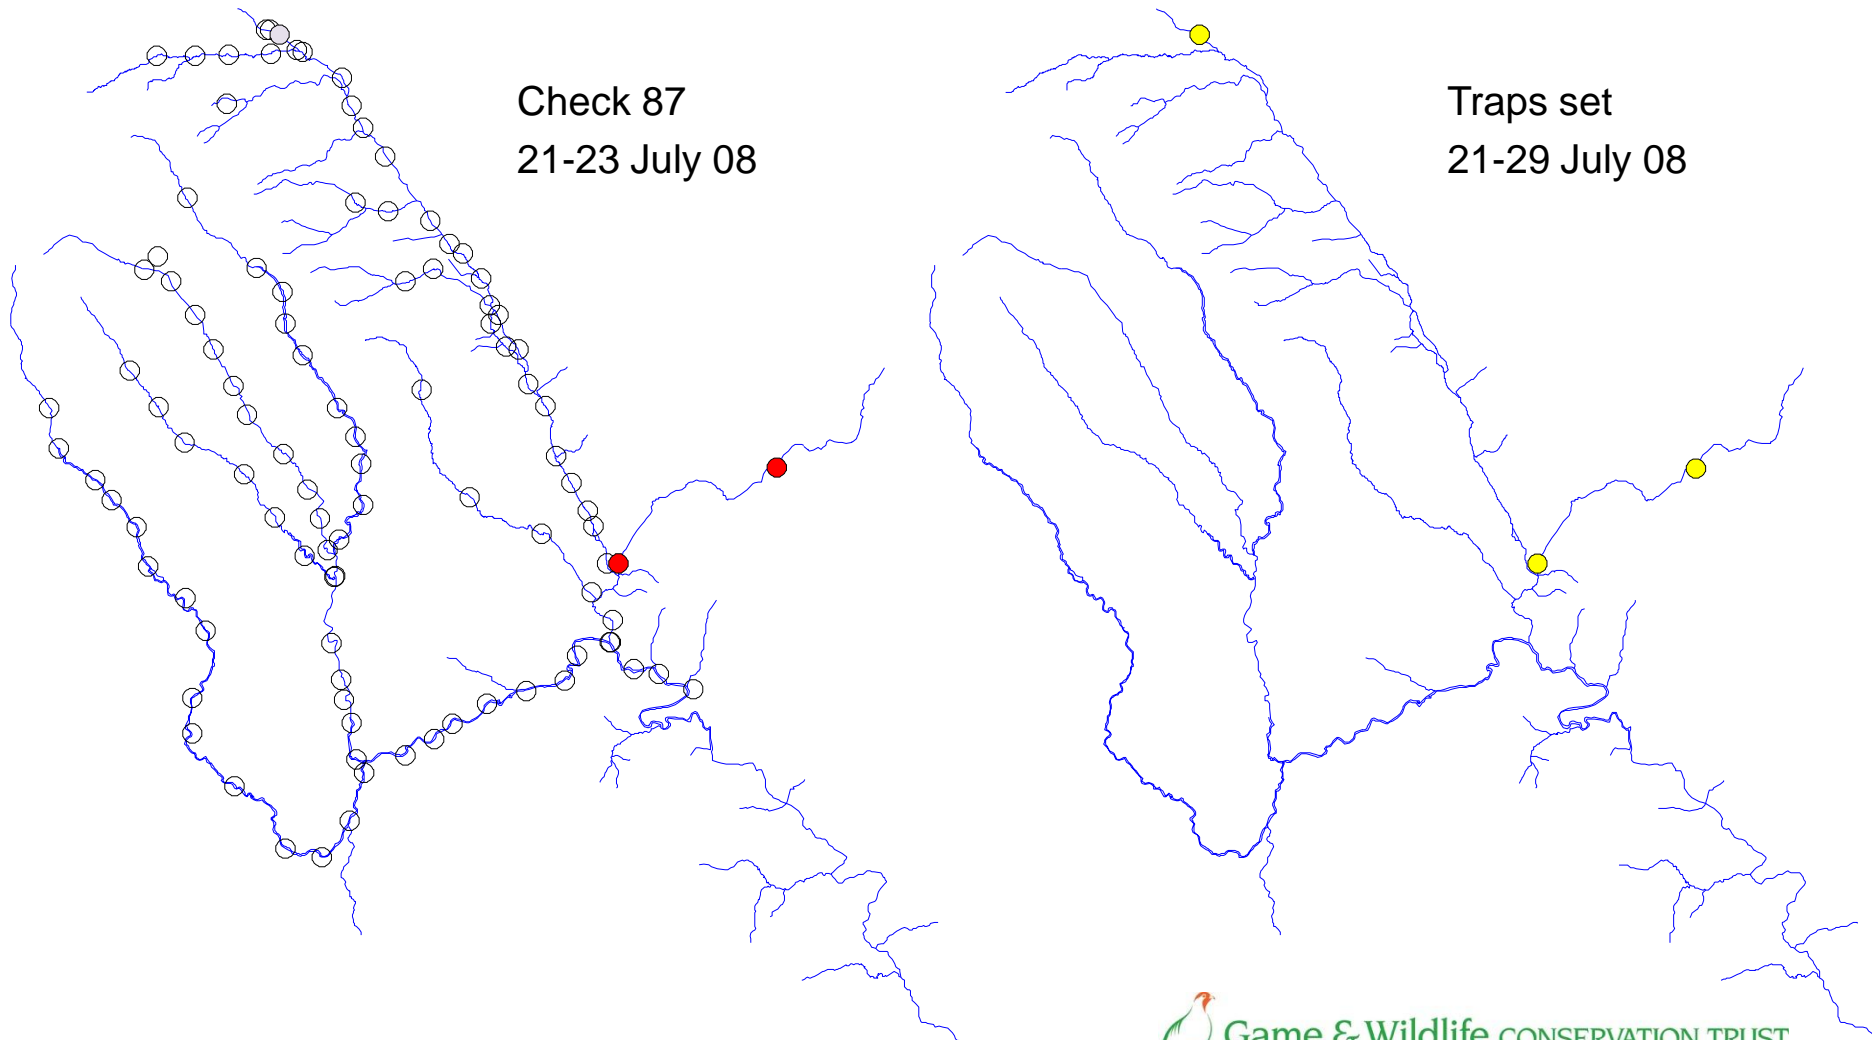 Check 87
21-23 July 08
Traps set
21-29 July 08
Game & Wildlife CONSERVATION TRUST